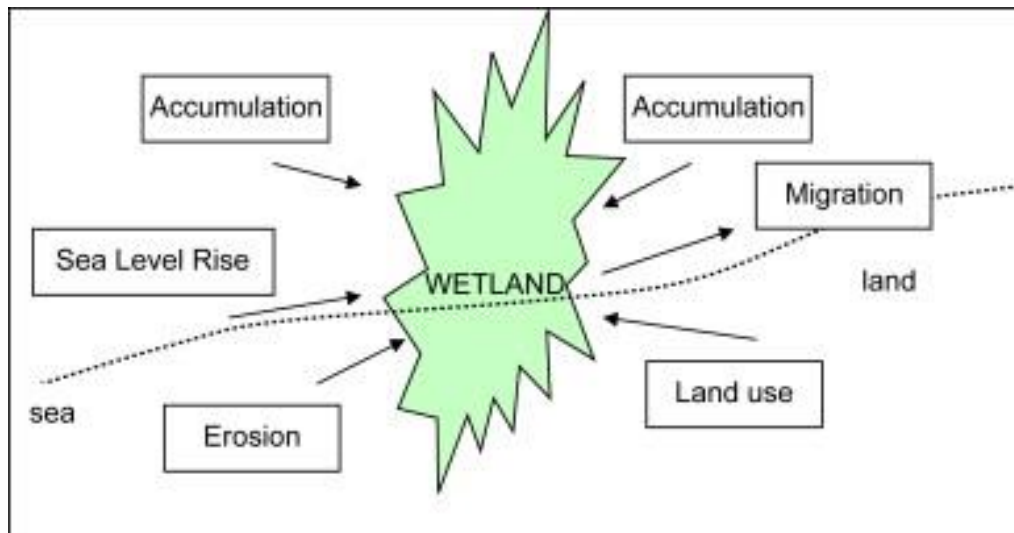 Accumulation
Accumulation
Migration
Sea Level Rise
WETLAND
land
Land use
sea
Erosion